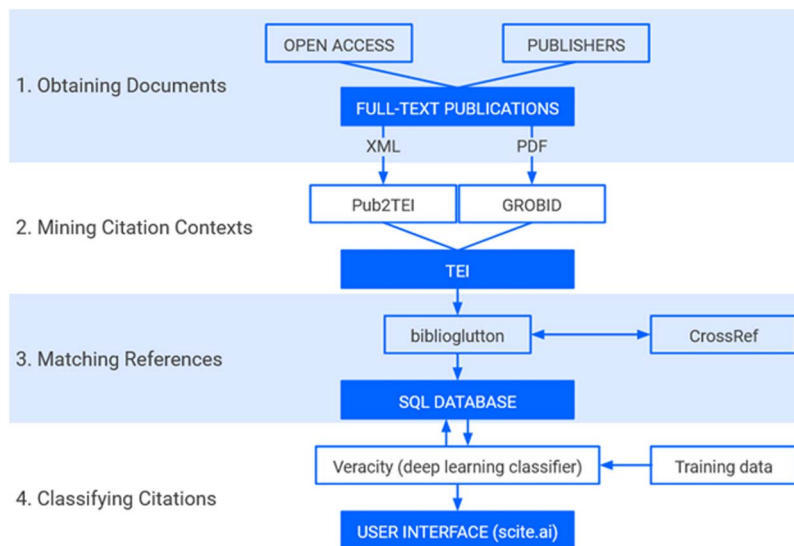 OPEN ACCESS
PUBLISHERS
1. Obtaining Documents
FULL-TEXT PUBLICATIONS
XML
PDF
Pub2TEI
GROBID
2. Mining Citation Contexts
TEI
biblioglutton
CrossRef
3. Matching References
SQL DATABASE
Veracity (deep learning classifier)
Training data
4. Classifying Citations
USER INTERFACE (scite.ai)